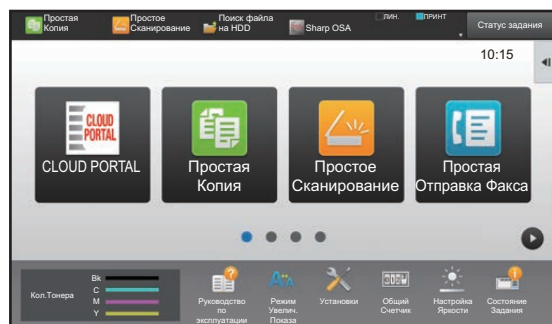 Простая
Копия
Простое
Сканирование
Поиск файла
на HDD
Sharp OSA
ЛИН.
ПРИНТ
Статус задания
10:15
CLOUD
PORTAL
CLOUD PORTAL
Простая
Копия
Простое
Сканирование
Простая
Отправка Факса
Кол.Тонера
Bk
C
M
Y
Руководство
по
эксплуатации
Режим
Увелич.
Показа
Установки
Общий
Счетчик
Настройка
Яркости
Состояние
Задания